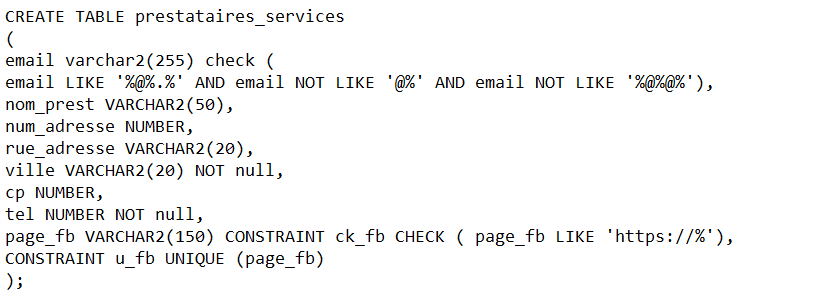 CREATE TABLE prestataires_services
(
email varchar2(255) check (
email LIKE '%@%.%' AND email NOT LIKE '@%' AND email NOT LIKE '%@%@%'),
nom_prest VARCHAR2(50),
num_adresse NUMBER,
rue_adresse VARCHAR2(20),
ville VARCHAR2(20) NOT null,
cp NUMBER,
tel NUMBER NOT null,
page_fb VARCHAR2(150) CONSTRAINT ck_fb CHECK ( page_fb LIKE 'https://%'),
CONSTRAINT u_fb UNIQUE (page_fb)
);